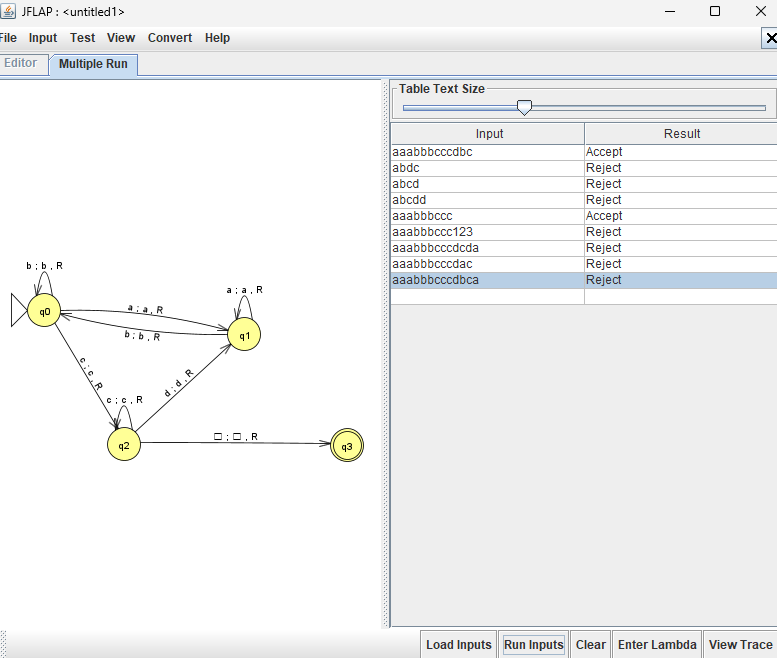 JFLAP : <untitled1>
File Input Test View Convert Help
Editor Multiple Run
Table Text Size
Input Result
aaabbbcccdbc Accept
abdc Reject
abcd Reject
abcdd Reject
aaabbbccc Accept
aaabbbccc123 Reject
aaabbbcccdcda Reject
aaabbbcccdac Reject
aaabbbcccdbca Reject
b ; b , R
a ; a , R
q0
a ; a , R
b ; b , R
q1
c ; c , R
d ; d , R
c ; c , R
□ ; □ , R
q2
q3
Load Inputs Run Inputs Clear Enter Lambda View Trace